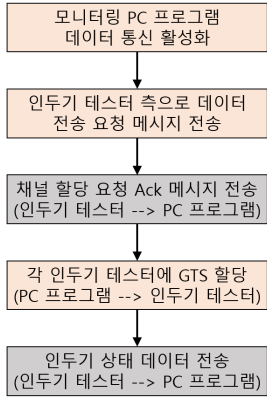 모니터링 PC 프로그램
데이터 통신 활성화
인두기 테스터 측으로 데이터
전송 요청 메시지 전송
채널 할당 요청 Ack 메시지 전송
(인두기 테스터 --> PC 프로그램)
각 인두기 테스터에 GTS 할당
(PC 프로그램 --> 인두기 테스터)
인두기 상태 데이터 전송
(인두기 테스터 --> PC 프로그램)